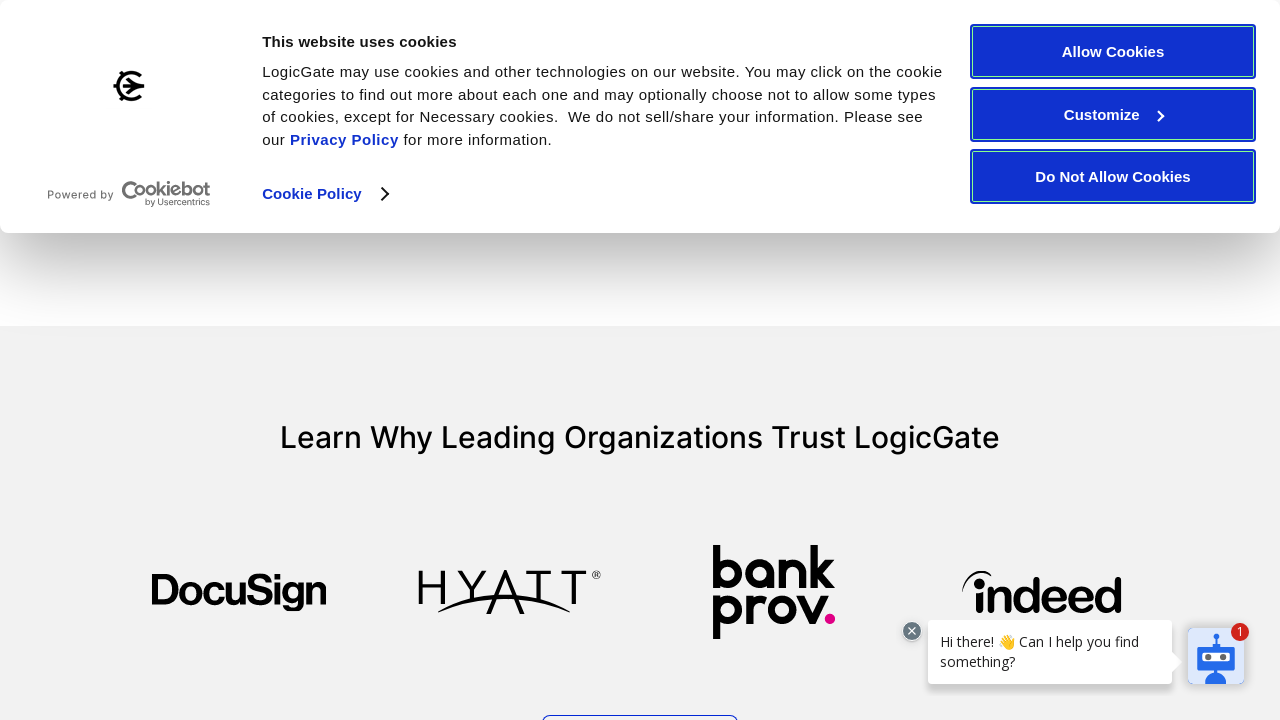 This website uses cookies
LogicGate may use cookies and other technologies on our website. You may click on the cookie
categories to find out more about each one and may optionally choose not to allow some types
of cookies, except for Necessary cookies.  We do not sell/share your information. Please see
our Privacy Policy for more information.
Cookie Policy
Powered by Cookiebot
by Usercentrics
Allow Cookies
Customize
Do Not Allow Cookies
Learn Why Leading Organizations Trust LogicGate
DocuSign
HYATT®
bank
prov.
indeed
Hi there! 👋 Can I help you find
something?
1